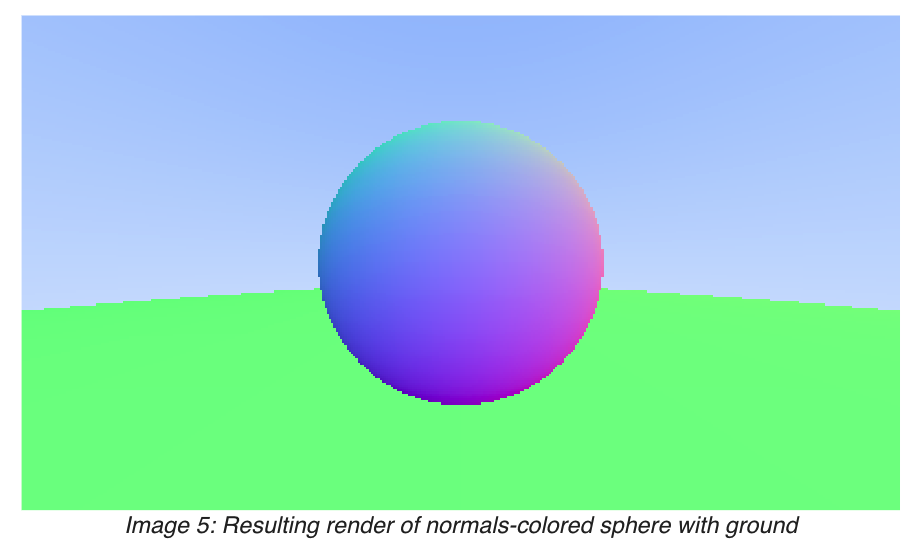 Image 5: Resulting render of normals-colored sphere with ground